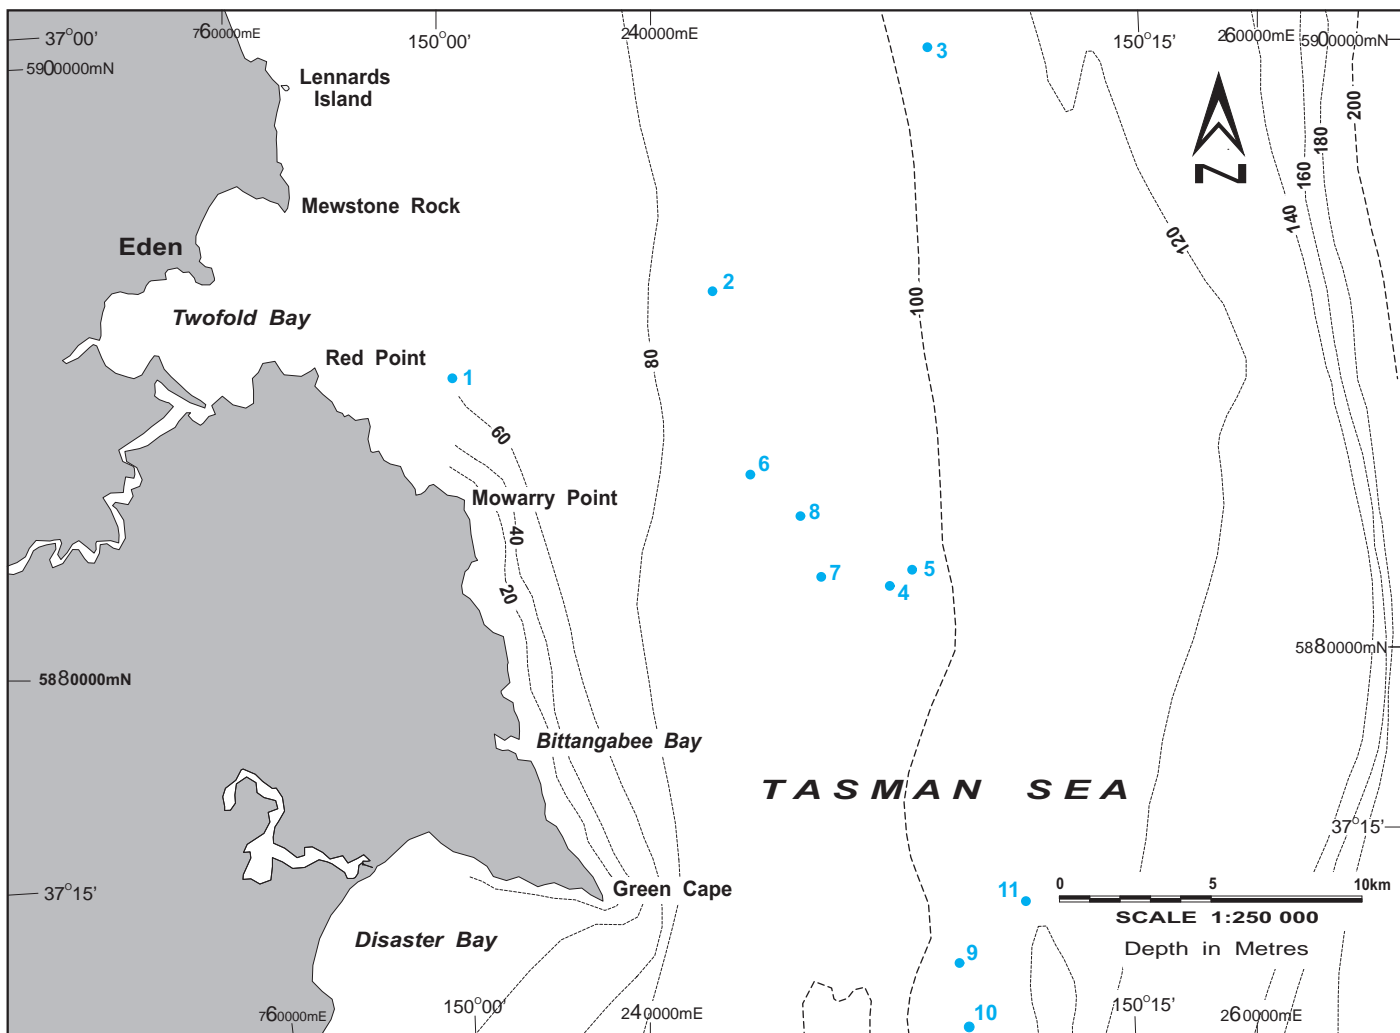 37°00'
760000mE
150°00'
240000mE
150°15'
260000mE
5900000mN
5900000mN
Lennards
Island
3
200
180
160
140
120
100
80
N
Mewstone Rock
Eden
2
Twofold Bay
Red Point
1
60
6
Mowarry Point
8
40
5
7
4
20
5880000mN
5880000mN
Bittangabee Bay
TASMAN SEA
37°15'
37°15'
Green Cape
11
0 5 10km
SCALE 1:250 000
Depth in Metres
Disaster Bay
9
10
760000mE
150°00'
240000mE
150°15'
260000mE